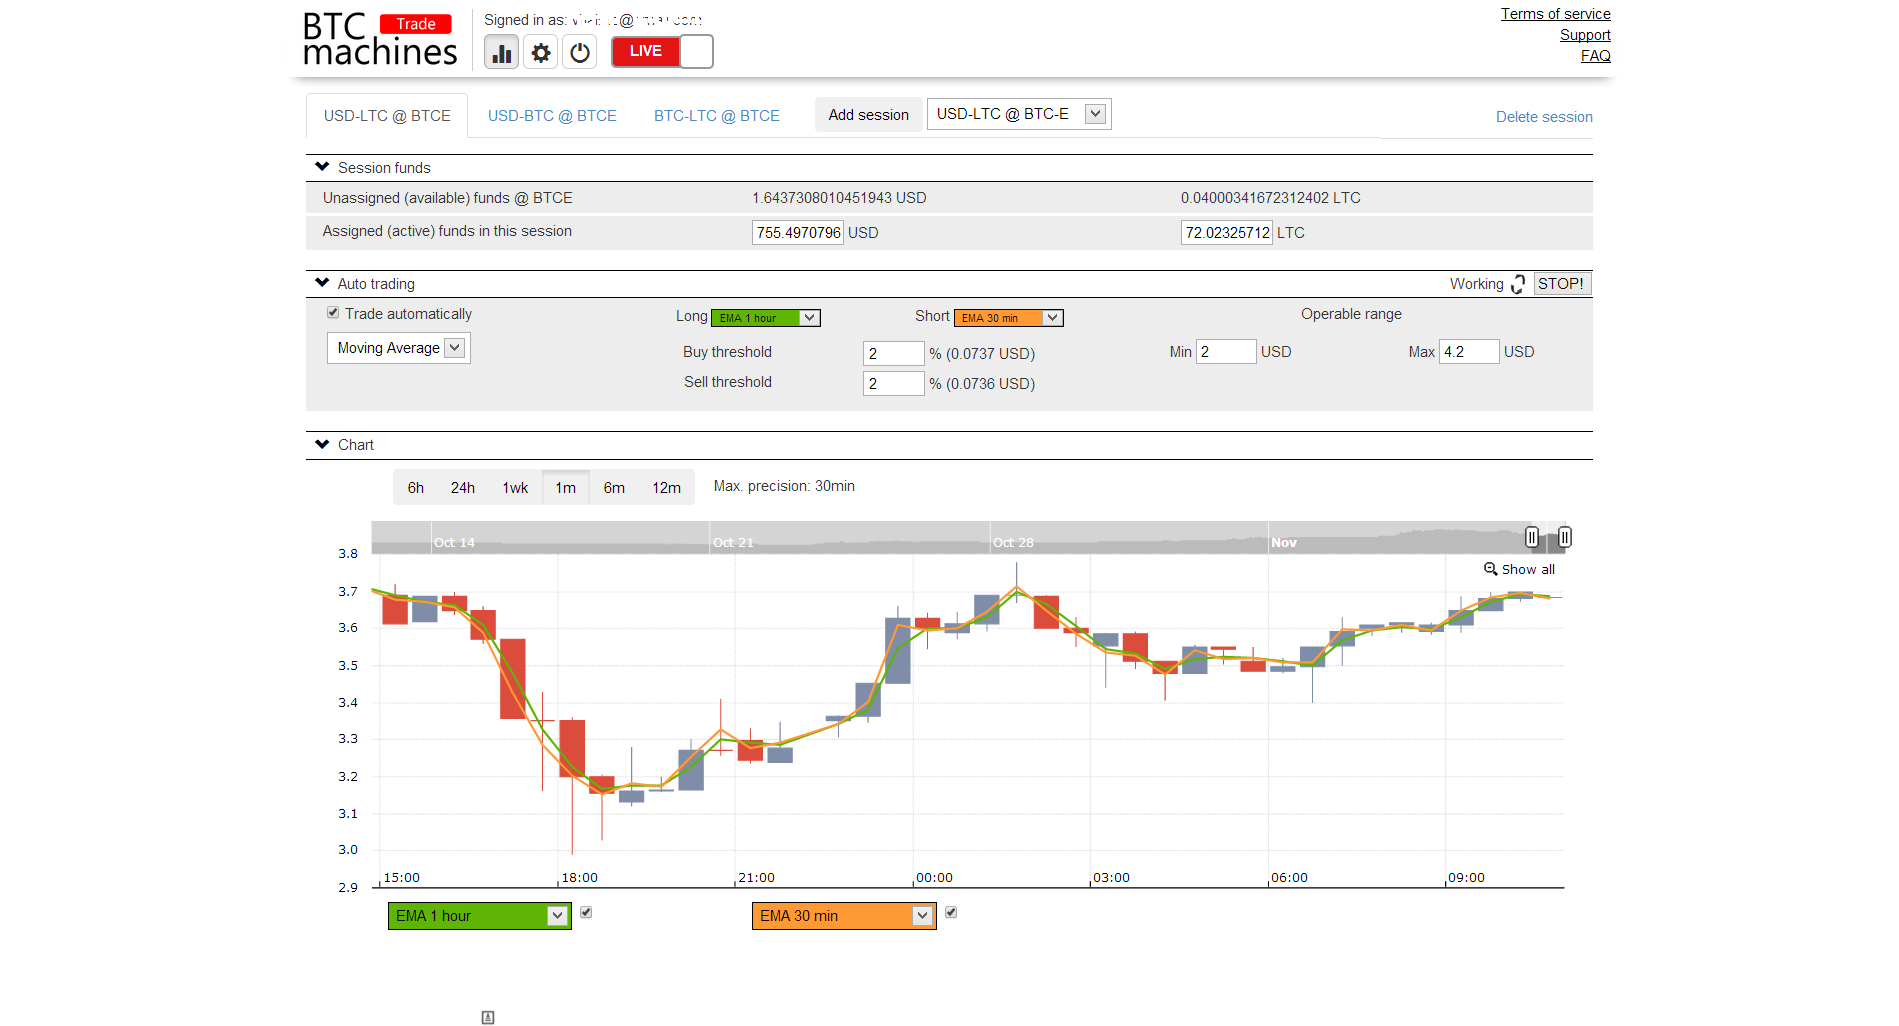 BTC Trade
machines
Signed in as:
LIVE
Terms of service
Support
FAQ
USD-LTC @ BTCE USD-BTC @ BTCE BTC-LTC @ BTCE Add session USD-LTC @ BTC-E Delete session
Session funds
Unassigned (available) funds @ BTCE 1.6437308010451943 USD 0.04000341672312402 LTC
Assigned (active) funds in this session 755.4970796 USD 72.02325712 LTC
Auto trading Working STOP!
Trade automatically Long EMA 1 hour Short EMA 30 min Operable range
Moving Average Buy threshold 2 % (0.0737 USD) Min 2 USD Max 4.2 USD
Sell threshold 2 % (0.0736 USD)
Chart
6h 24h 1wk 1m 6m 12m Max. precision: 30min
Oct 14 Oct 21 Oct 28 Nov
3.8
Show all
3.7
3.6
3.5
3.4
3.3
3.2
3.1
3.0
15:00 18:00 21:00 00:00 03:00 06:00 09:00
2.9
EMA 1 hour EMA 30 min